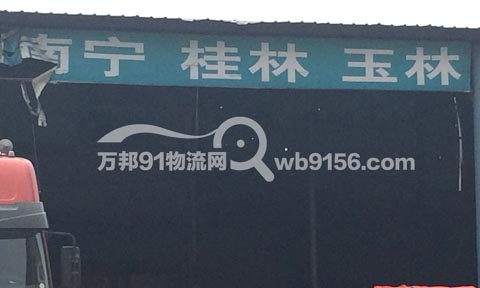 南宁 桂林 玉林
万邦91物流网 wb9156.com